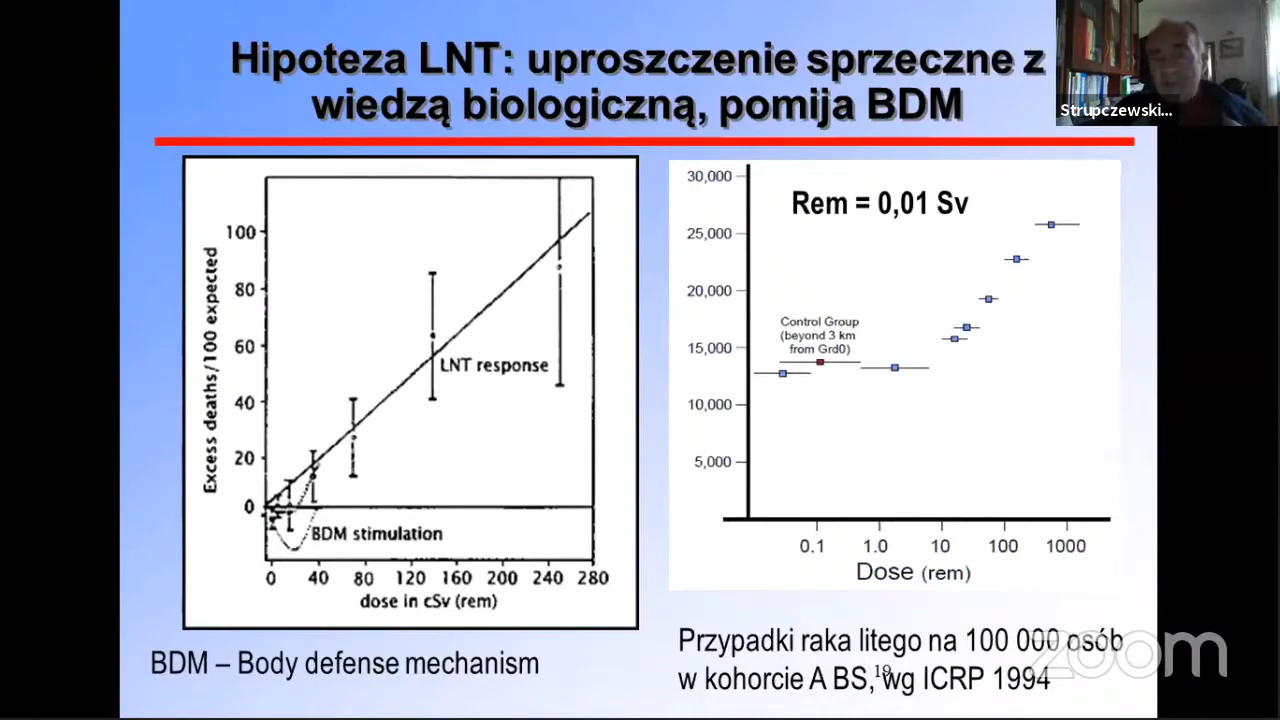 Hipoteza LNT: uproszczenie sprzeczne z
wiedzą biologiczną, pomija BDM
Strupczewski...
Excess deaths/100 expected
100
80
60
40
20
0
LNT response
BDM stimulation
0 40 80 120 160 200 240 280
dose in cSv (rem)
BDM – Body defense mechanism
30,000
25,000
20,000
15,000
10,000
5,000
Rem = 0,01 Sv
Control Group
(beyond 3 km
from Grd0)
0.1 1.0 10 100 1000
Dose (rem)
Przypadki raka litego na 100 000 osób
w kohorcie A BS, wg ICRP 1994
19
zoom